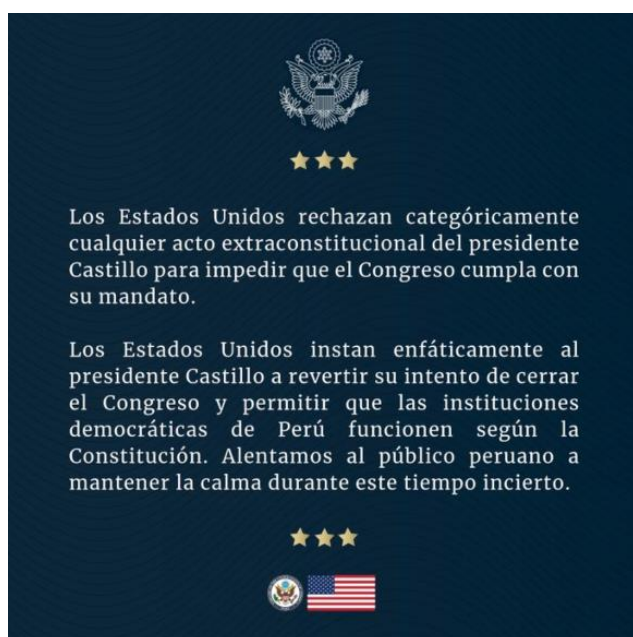 Los Estados Unidos rechazan categóricamente
cualquier acto extraconstitucional del presidente
Castillo para impedir que el Congreso cumpla con
su mandato.
Los Estados Unidos instan enfáticamente al
presidente Castillo a revertir su intento de cerrar
el Congreso y permitir que las instituciones
democráticas de Perú funcionen según la
Constitución. Alentamos al público peruano a
mantener la calma durante este tiempo incierto.